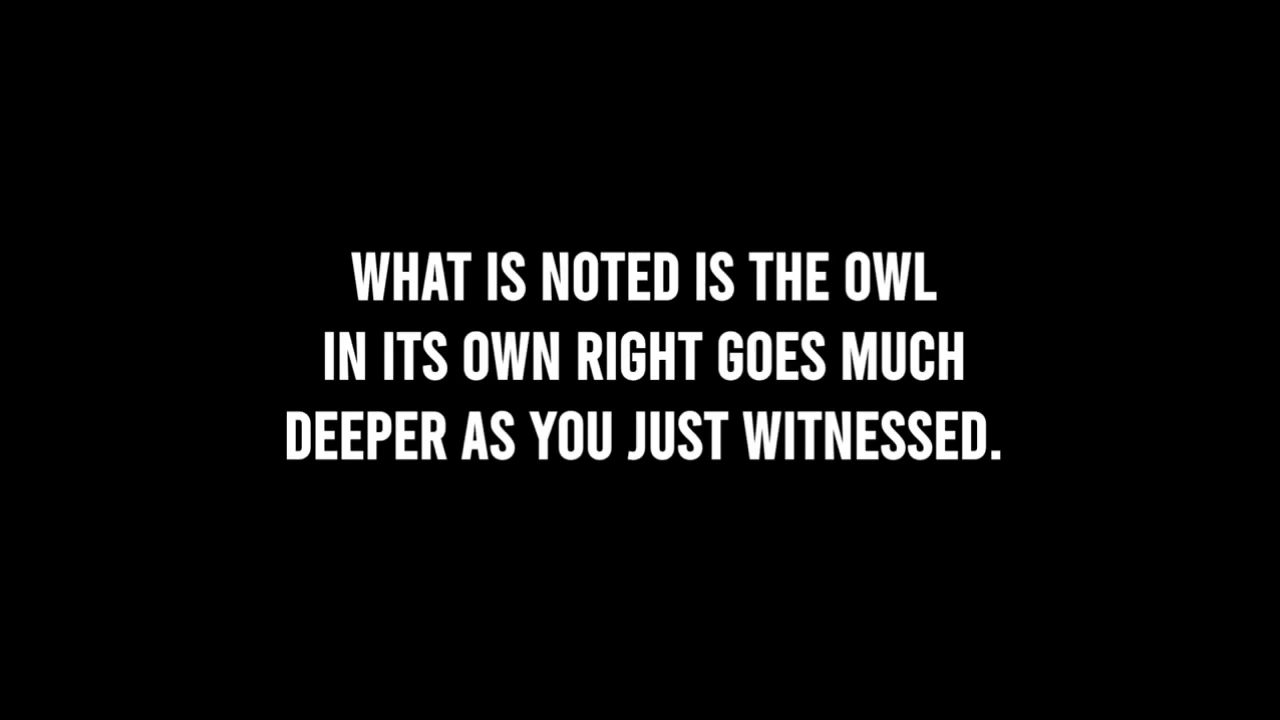 WHAT IS NOTED IS THE OWL
IN ITS OWN RIGHT GOES MUCH
DEEPER AS YOU JUST WITNESSED.